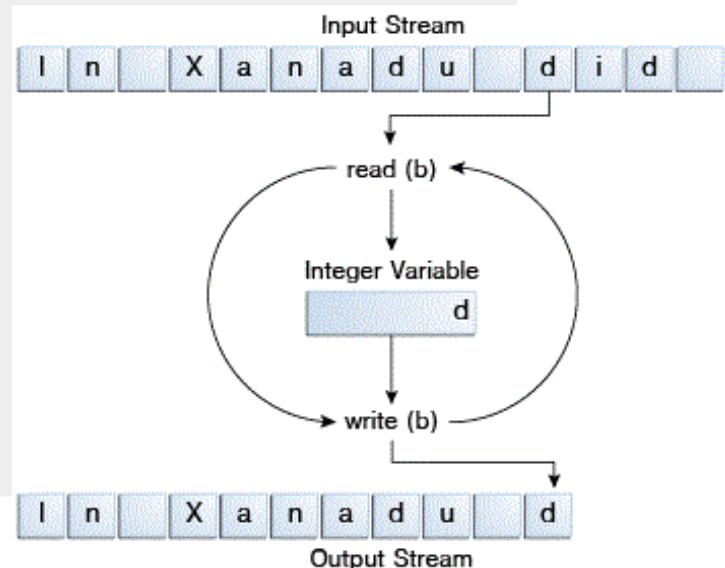 Input Stream
I n X a n a d u d i d
read (b)
Integer Variable
d
write (b)
I n X a n a d u d
Output Stream